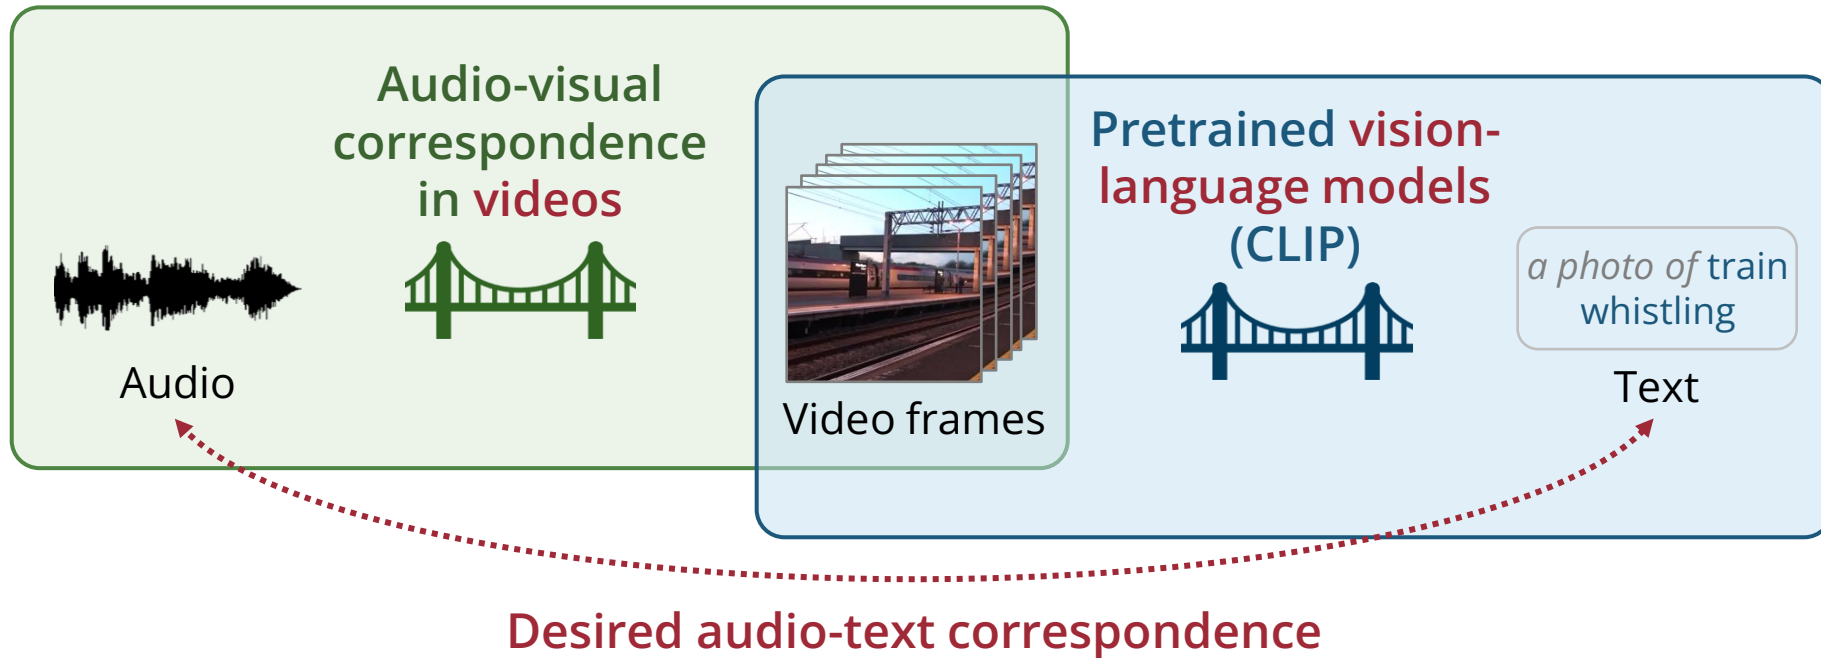 Audio-visual
correspondence
in videos
Audio
Video frames
Pretrained vision-
language models
(CLIP)
a photo of train
whistling
Text
Desired audio-text correspondence